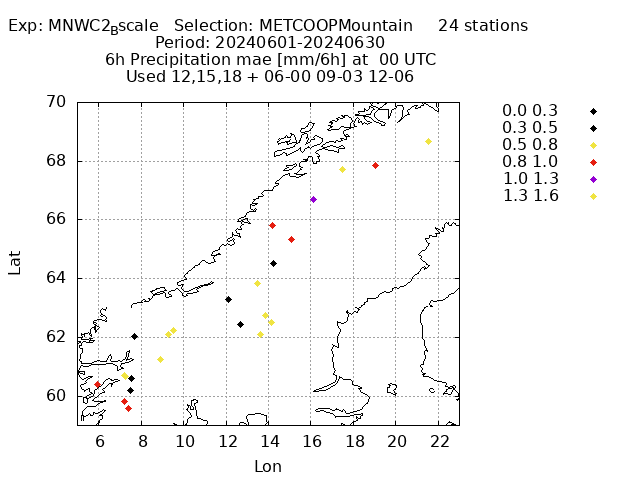 Exp: MNWC2Bscale   Selection: METCOOPMountain     24 stations
Period: 20240601-20240630
6h Precipitation mae [mm/6h] at  00 UTC
Used 12,15,18 + 06-00 09-03 12-06
70
68
66
64
62
60
Lat
6 8 10 12 14 16 18 20 22
Lon
0.0 0.3
0.3 0.5
0.5 0.8
0.8 1.0
1.0 1.3
1.3 1.6